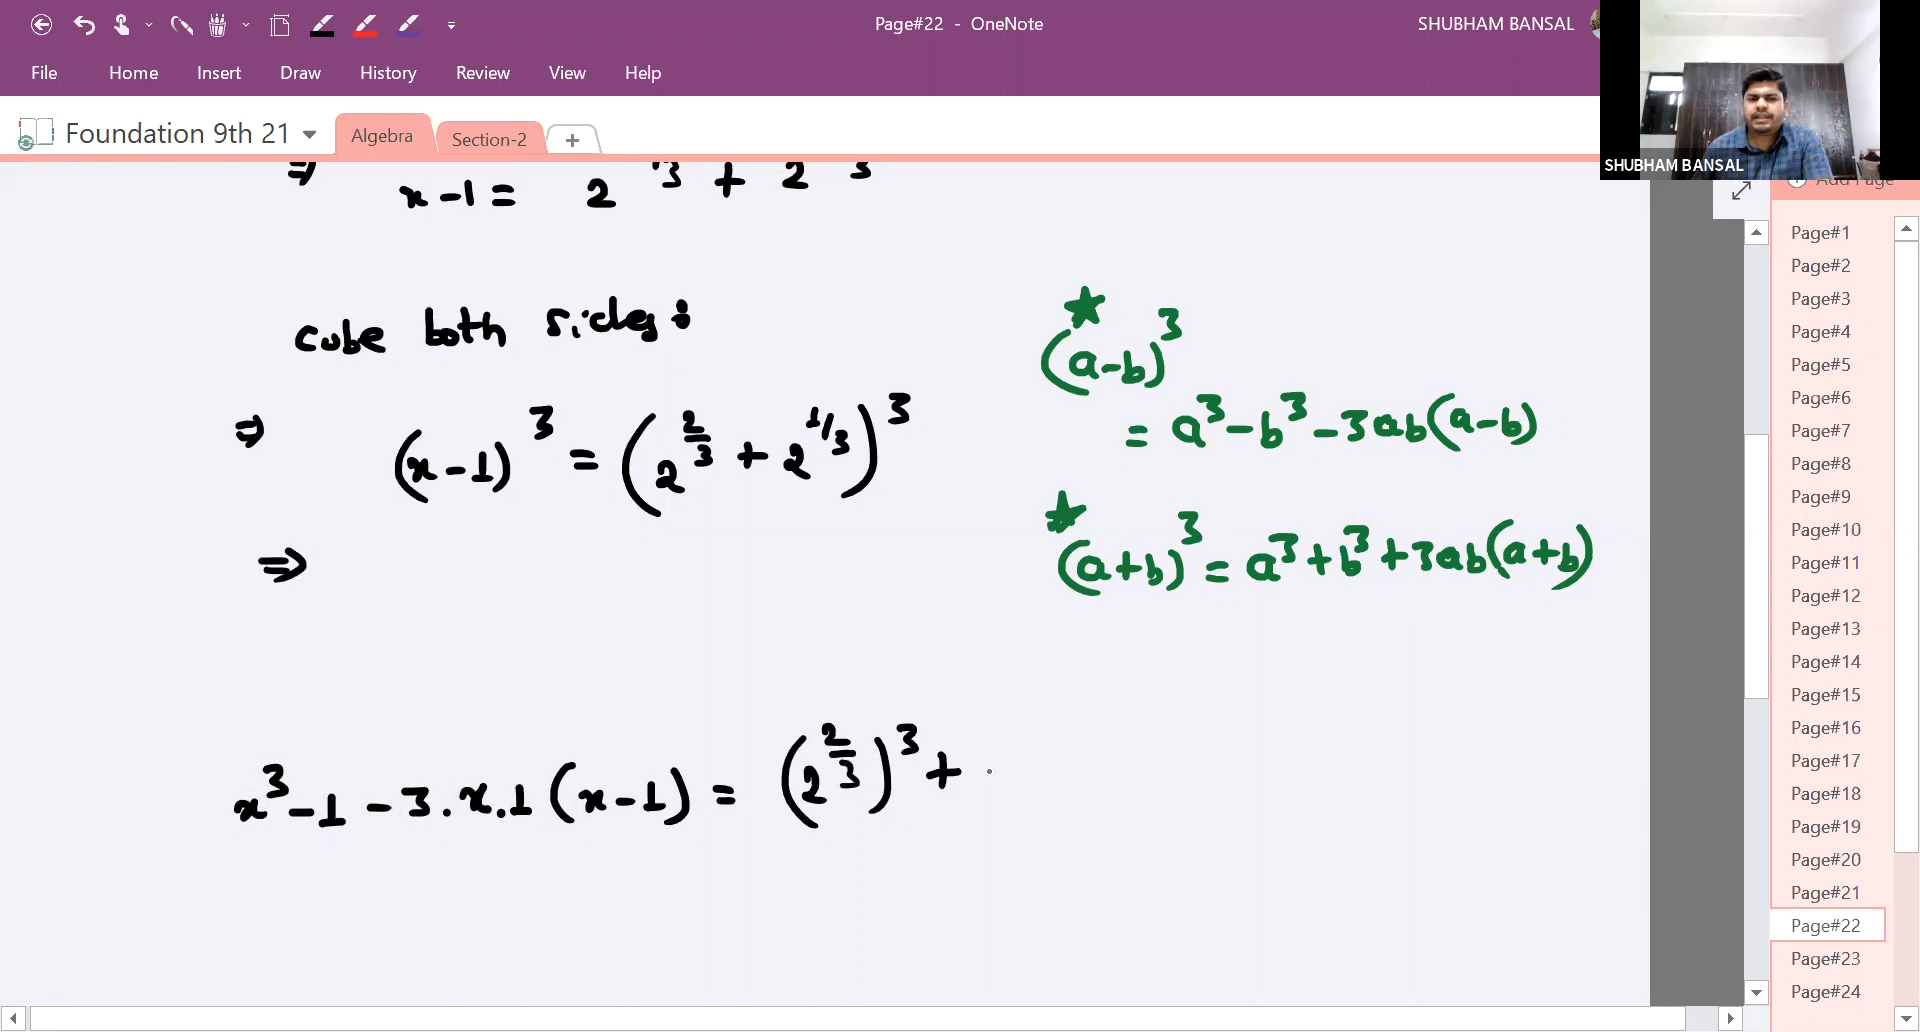 Page#22 - OneNote
SHUBHAM BANSAL
File Home Insert Draw History Review View Help
Foundation 9th 21
Algebra
Section-2
+
SHUBHAM BANSAL
Add Page
⇒ x-1 = 2 3 + 2 3
cube both sides:
⇒ (x-1)^3 = (2^(2/3) + 2^(1/3))^3
⇒
x^3 - 1 - 3.x.1 (x-1) = (2^(2/3))^3 +
★
(a-b)^3
= a^3 - b^3 - 3ab(a-b)
★
(a+b)^3 = a^3 + b^3 + 3ab(a+b)
Page#1
Page#2
Page#3
Page#4
Page#5
Page#6
Page#7
Page#8
Page#9
Page#10
Page#11
Page#12
Page#13
Page#14
Page#15
Page#16
Page#17
Page#18
Page#19
Page#20
Page#21
Page#22
Page#23
Page#24